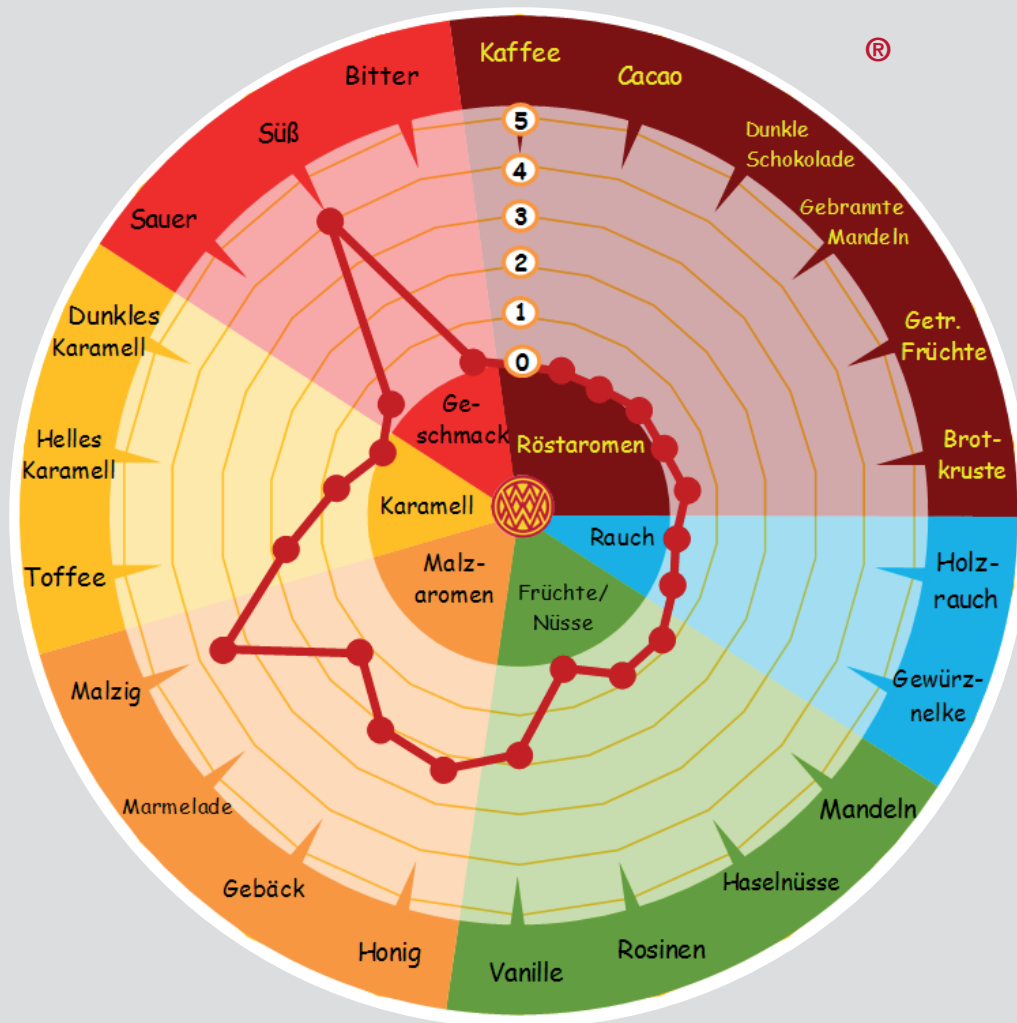 ®
Kaffee
Cacao
Dunkle
Schokolade
Gebrannte
Mandeln
Getr.
Früchte
Brot-
kruste
Holz-
rauch
Gewürz-
nelke
Mandeln
Haselnüsse
Rosinen
Vanille
Honig
Gebäck
Marmelade
Malzig
Toffee
Helles
Karamell
Dunkles
Karamell
Sauer
Süß
Bitter
5
4
3
2
1
0
Ge-
schmack
Röstaromen
Karamell
Rauch
Malz-
aromen
Früchte/
Nüsse